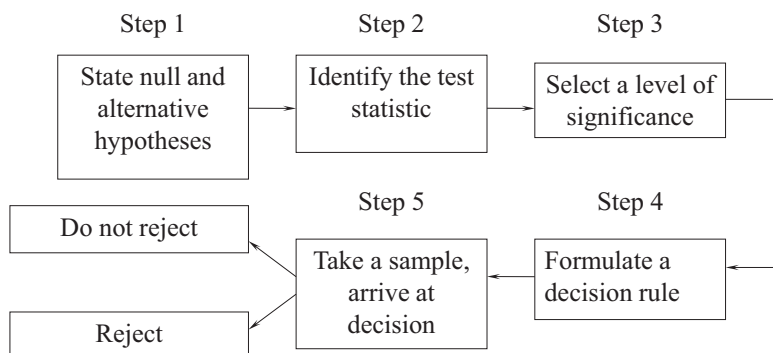 Step 1
Step 2
Step 3
State null and
alternative
hypotheses
Identify the test
statistic
Select a level of
significance
Step 5
Step 4
Do not reject
Reject
Take a sample,
arrive at
decision
Formulate a
decision rule